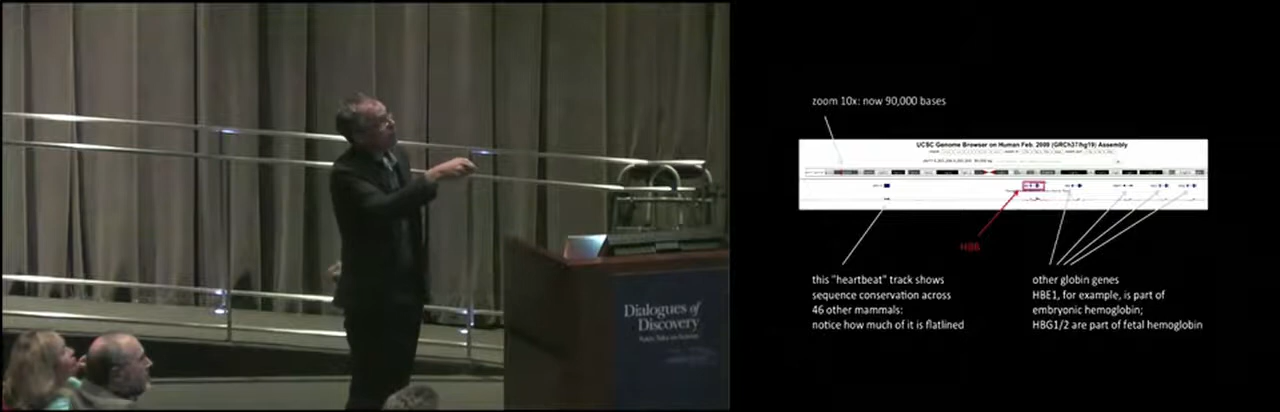 Dialogues of
Discovery
zoom 10x: now 90,000 bases
UCSC Genome Browser on Human Feb. 2009 (GRCh37/hg19) Assembly
HBB
this "heartbeat" track shows
sequence conservation across
46 other mammals:
notice how much of it is flatlined
other globin genes
HBE1, for example, is part of
embryonic hemoglobin;
HBG1/2 are part of fetal hemoglobin